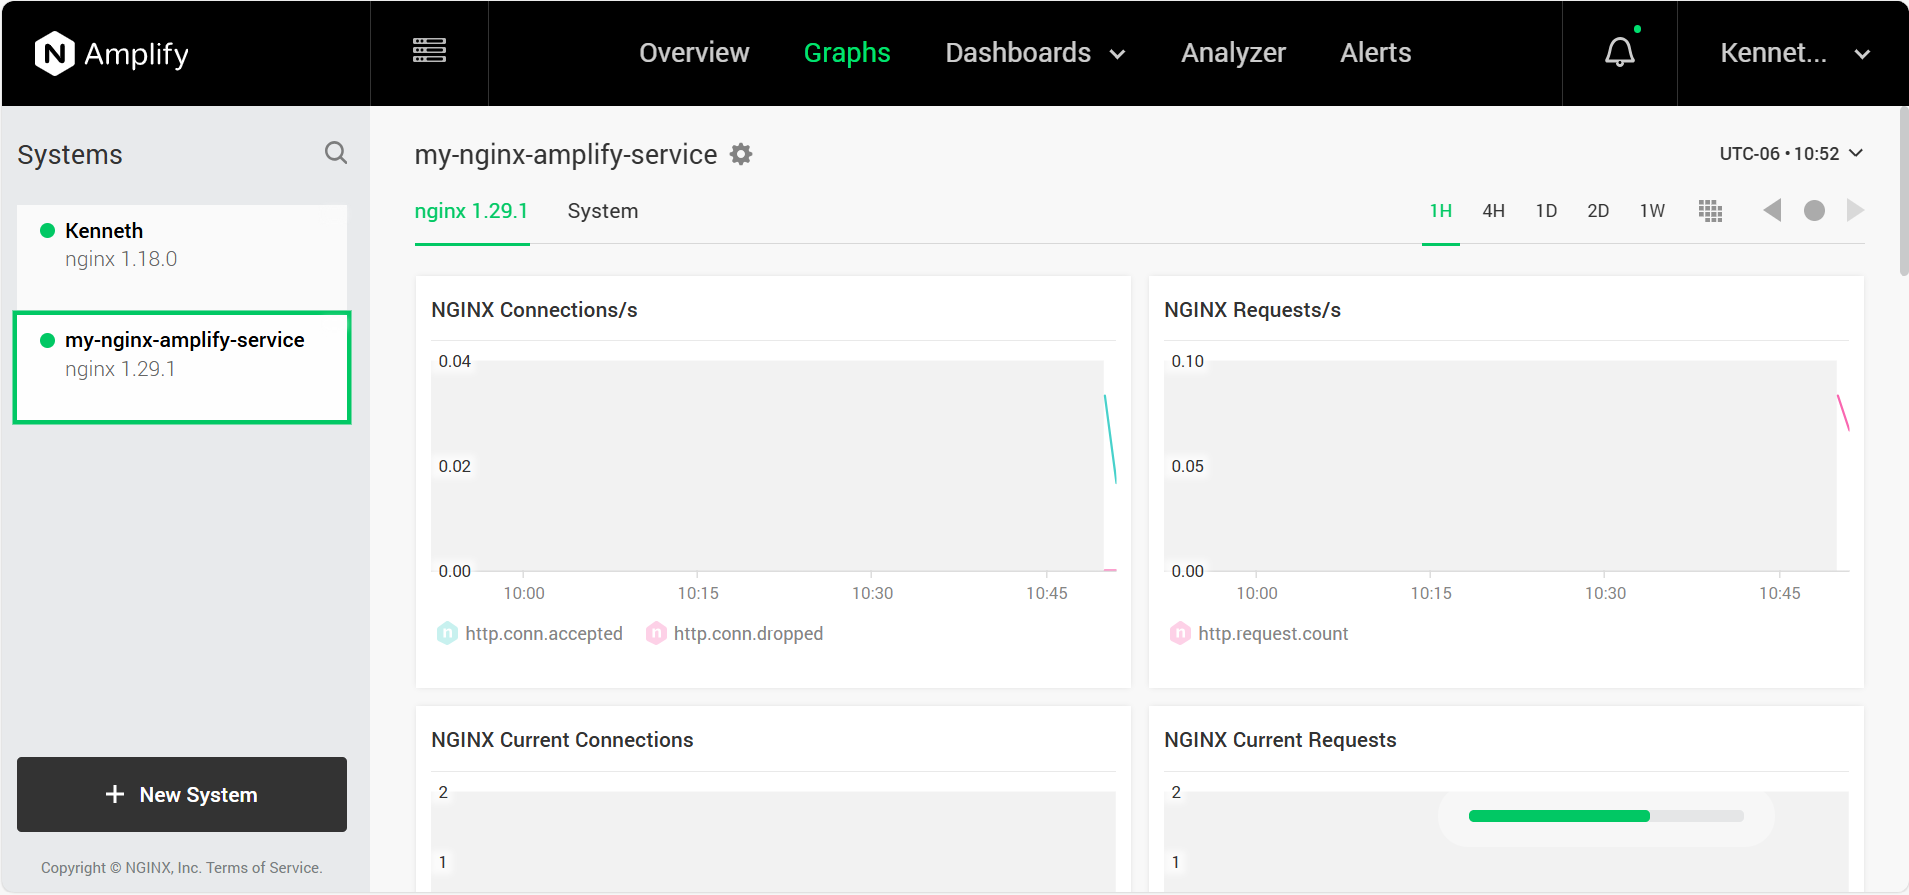 N Amplify
Overview
Graphs
Dashboards
Analyzer
Alerts
Kennet...
Systems
Kenneth
nginx 1.18.0
my-nginx-amplify-service
nginx 1.29.1
+ New System
Copyright © NGINX, Inc. Terms of Service.
my-nginx-amplify-service
UTC-06 • 10:52
nginx 1.29.1
System
1H 4H 1D 2D 1W
NGINX Connections/s
0.04
0.02
0.00
10:00 10:15 10:30 10:45
n http.conn.accepted n http.conn.dropped
NGINX Requests/s
0.10
0.05
0.00
10:00 10:15 10:30 10:45
n http.request.count
NGINX Current Connections
2
1
NGINX Current Requests
2
1